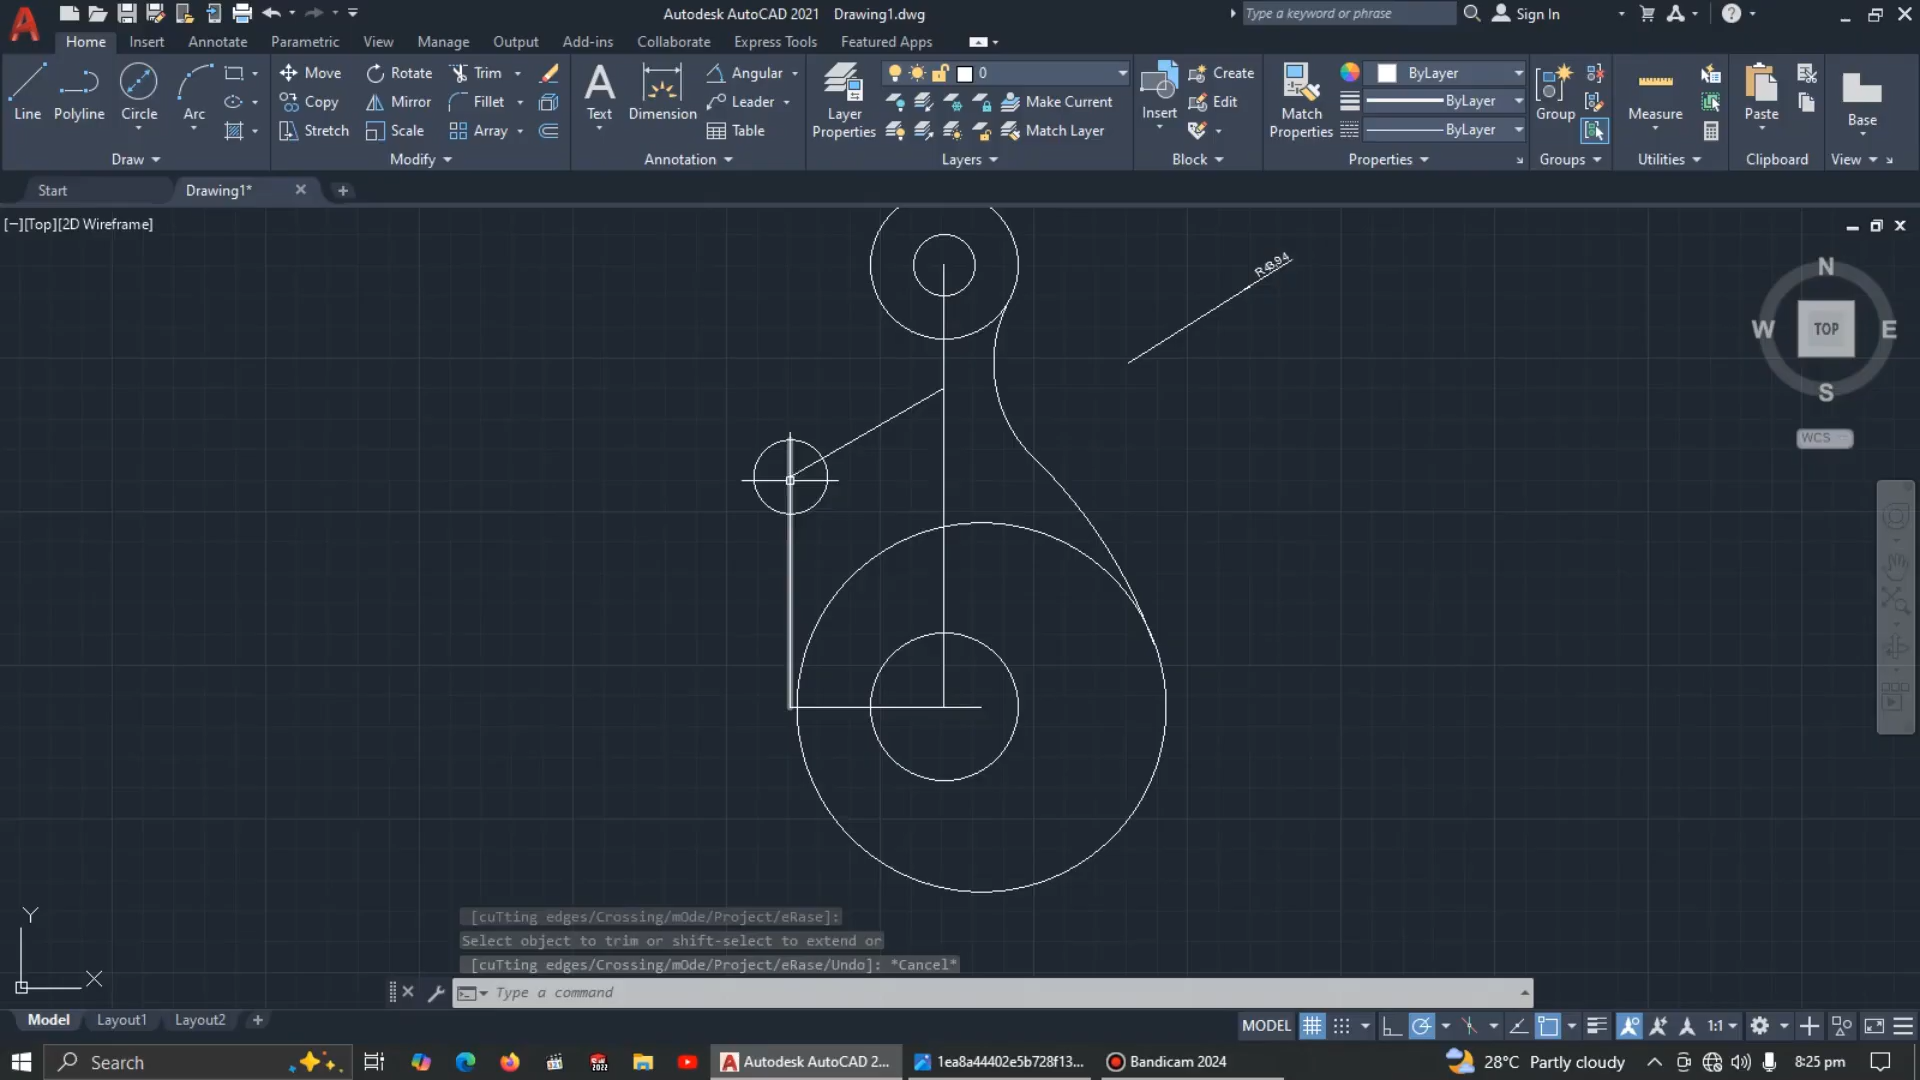 Autodesk AutoCAD 2021 Drawing1.dwg
Type a keyword or phrase
Sign In
Home Insert Annotate Parametric View Manage Output Add-ins Collaborate Express Tools Featured Apps
Line Polyline Circle Arc
Draw
Move Rotate Trim
Copy Mirror Fillet
Stretch Scale Array
Modify
Text Dimension
Angular
Leader
Table
Annotation
Layer Properties
0
Make Current
Match Layer
Layers
Insert
Create
Edit
Block
Match Properties
ByLayer
ByLayer
ByLayer
Properties
Group
Groups
Measure
Utilities
Paste
Clipboard
Base
View
Start Drawing1*
[−][Top][2D Wireframe]
R43.94
N
W TOP E
S
WCS
Y
X
[cuTting edges/Crossing/mOde/Project/eRase]:
Select object to trim or shift-select to extend or
[cuTting edges/Crossing/mOde/Project/eRase/Undo]: *Cancel*
Type a command
Model Layout1 Layout2
MODEL
1:1
Search
2022
Autodesk AutoCAD 2...
1ea8a44402e5b728f13...
Bandicam 2024
28°C Partly cloudy
8:25 pm